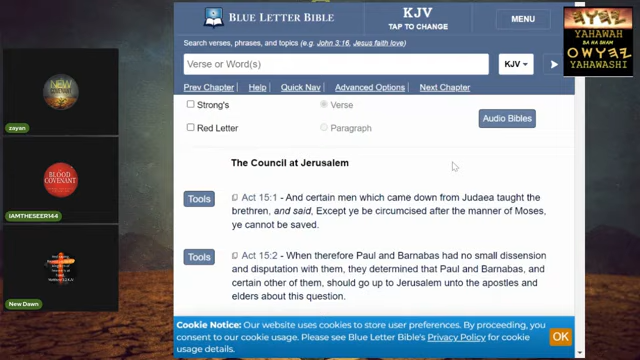 BLUE LETTER BIBLE
KJV
TAP TO CHANGE
MENU
Search verses, phrases, and topics (e.g. John 3:16, Jesus faith love)
Verse or Word(s)
KJV
Prev Chapter | Help | Quick Nav | Advanced Options | Next Chapter
Strong's
Verse
Red Letter
Paragraph
Audio Bibles
The Council at Jerusalem
Tools
Act 15:1 - And certain men which came down from Judaea taught the
brethren, and said, Except ye be circumcised after the manner of Moses,
ye cannot be saved.
Tools
Act 15:2 - When therefore Paul and Barnabas had no small dissension
and disputation with them, they determined that Paul and Barnabas, and
certain other of them, should go up to Jerusalem unto the apostles and
elders about this question.
Cookie Notice: Our website uses cookies to store user preferences. By proceeding, you
consent to our cookie usage. Please see Blue Letter Bible's Privacy Policy for cookie
usage details.
OK
NEW
COVENANT
zayan
BLOOD
COVENANT
IAMTHESEER144
New Dawn
YAHAWAH
BA HA SHAM
YAHAWASHI